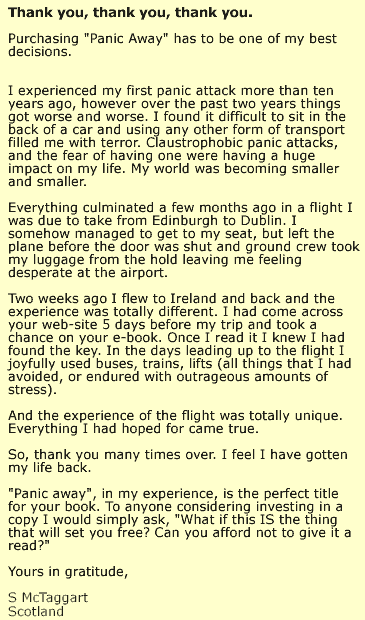 Thank you, thank you, thank you.
Purchasing "Panic Away" has to be one of my best
decisions.
I experienced my first panic attack more than ten
years ago, however over the past two years things
got worse and worse. I found it difficult to sit in the
back of a car and using any other form of transport
filled me with terror. Claustrophobic panic attacks,
and the fear of having one were having a huge
impact on my life. My world was becoming smaller
and smaller.
Everything culminated a few months ago in a flight I
was due to take from Edinburgh to Dublin. I
somehow managed to get to my seat, but left the
plane before the door was shut and ground crew took
my luggage from the hold leaving me feeling
desperate at the airport.
Two weeks ago I flew to Ireland and back and the
experience was totally different. I had come across
your web-site 5 days before my trip and took a
chance on your e-book. Once I read it I knew I had
found the key. In the days leading up to the flight I
joyfully used buses, trains, lifts (all things that I had
avoided, or endured with outrageous amounts of
stress).
And the experience of the flight was totally unique.
Everything I had hoped for came true.
So, thank you many times over. I feel I have gotten
my life back.
"Panic away", in my experience, is the perfect title
for your book. To anyone considering investing in a
copy I would simply ask, "What if this IS the thing
that will set you free? Can you afford not to give it a
read?"
Yours in gratitude,
S McTaggart
Scotland